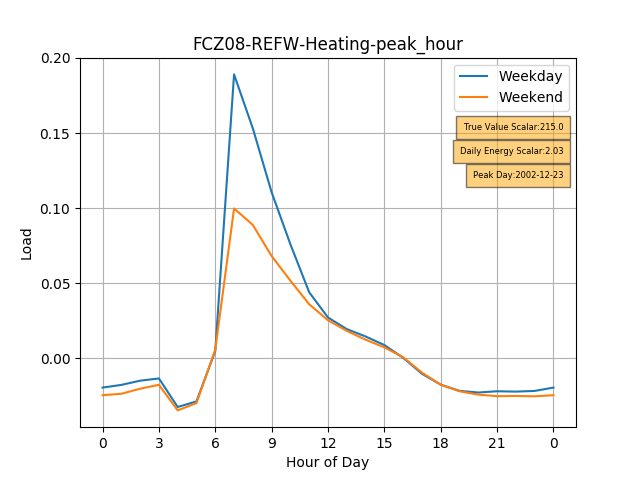 FCZ08-REFW-Heating-peak_hour
Weekday
Weekend
True Value Scalar:215.0
Daily Energy Scalar:2.03
Peak Day:2002-12-23
Load
0.20
0.15
0.10
0.05
0.00
0 3 6 9 12 15 18 21 0
Hour of Day